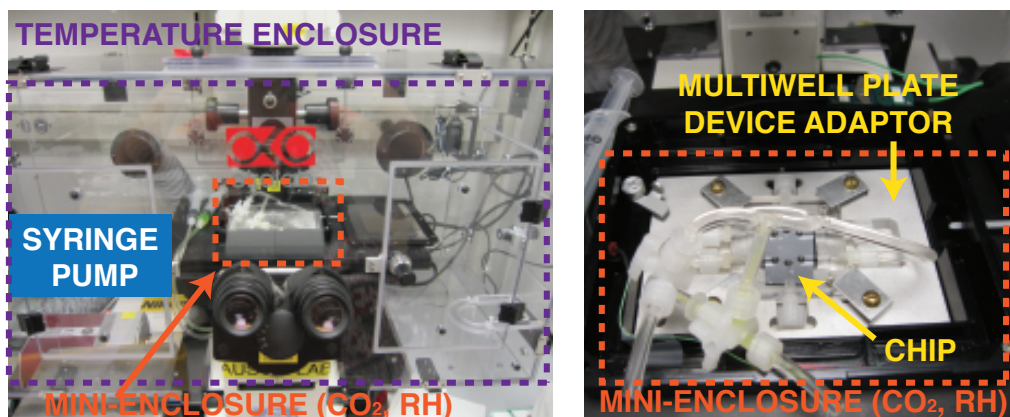 TEMPERATURE ENCLOSURE
SYRINGE
PUMP
MINI-ENCLOSURE (CO₂, RH)
MULTIWELL PLATE
DEVICE ADAPTOR
CHIP
MINI-ENCLOSURE (CO₂, RH)